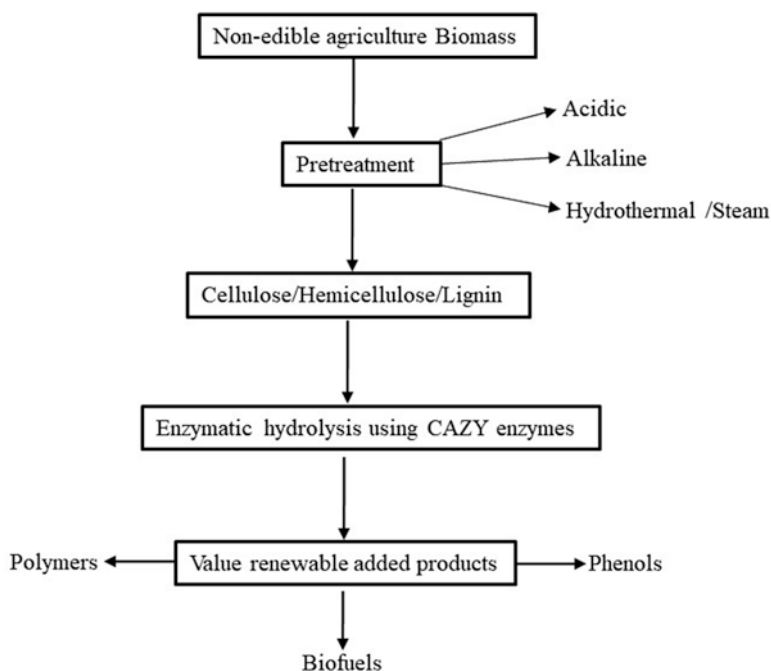 Non-edible agriculture Biomass
Acidic
Pretreatment
Alkaline
Hydrothermal /Steam
Cellulose/Hemicellulose/Lignin
Enzymatic hydrolysis using CAZY enzymes
Polymers
Value renewable added products
Phenols
Biofuels